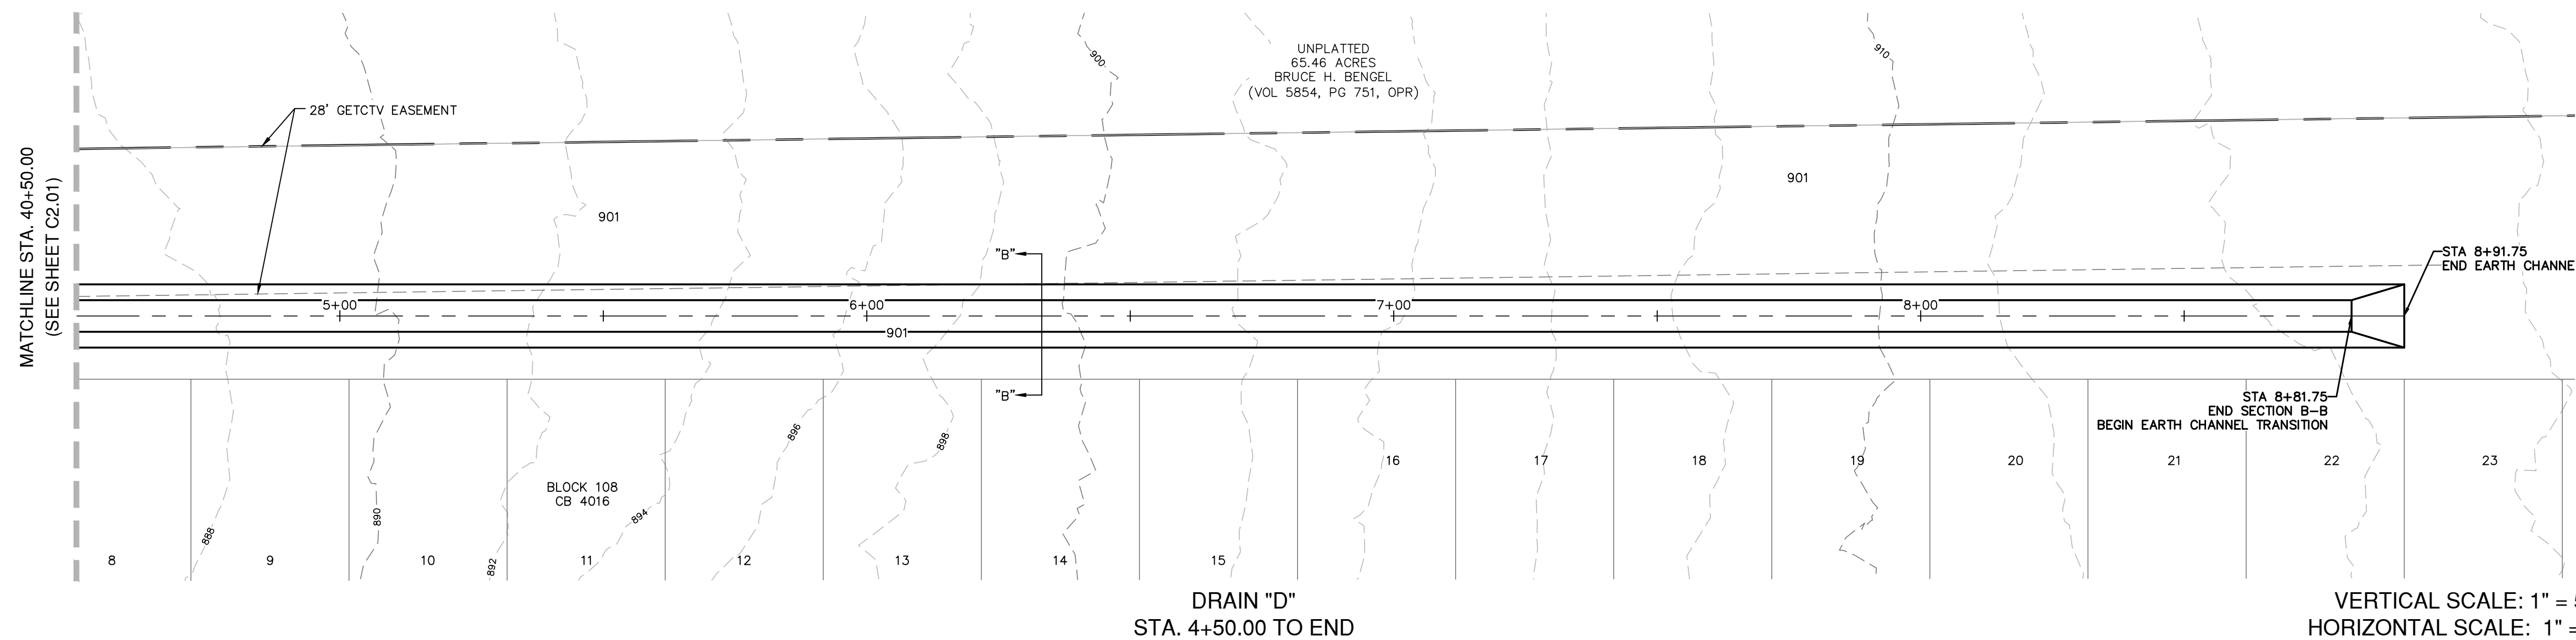 UNPLATTED
65.46 ACRES
BRUCE H. BENGEL
(VOL 5854, PG 751, OPR)
900
910
28' GETCTV EASEMENT
MATCHLINE STA. 40+50.00
(SEE SHEET C2.01)
901
901
"B"
"B"
STA 8+91.75
END EARTH CHANNE
5+00
6+00
7+00
8+00
901
STA 8+81.75
END SECTION B-B
BEGIN EARTH CHANNEL TRANSITION
896
898
16
17
18
19
20
21
22
23
BLOCK 108
CB 4016
888
890
892
894
8
9
10
11
12
13
14
15
DRAIN "D"
STA. 4+50.00 TO END
VERTICAL SCALE: 1" =
HORIZONTAL SCALE: 1" =